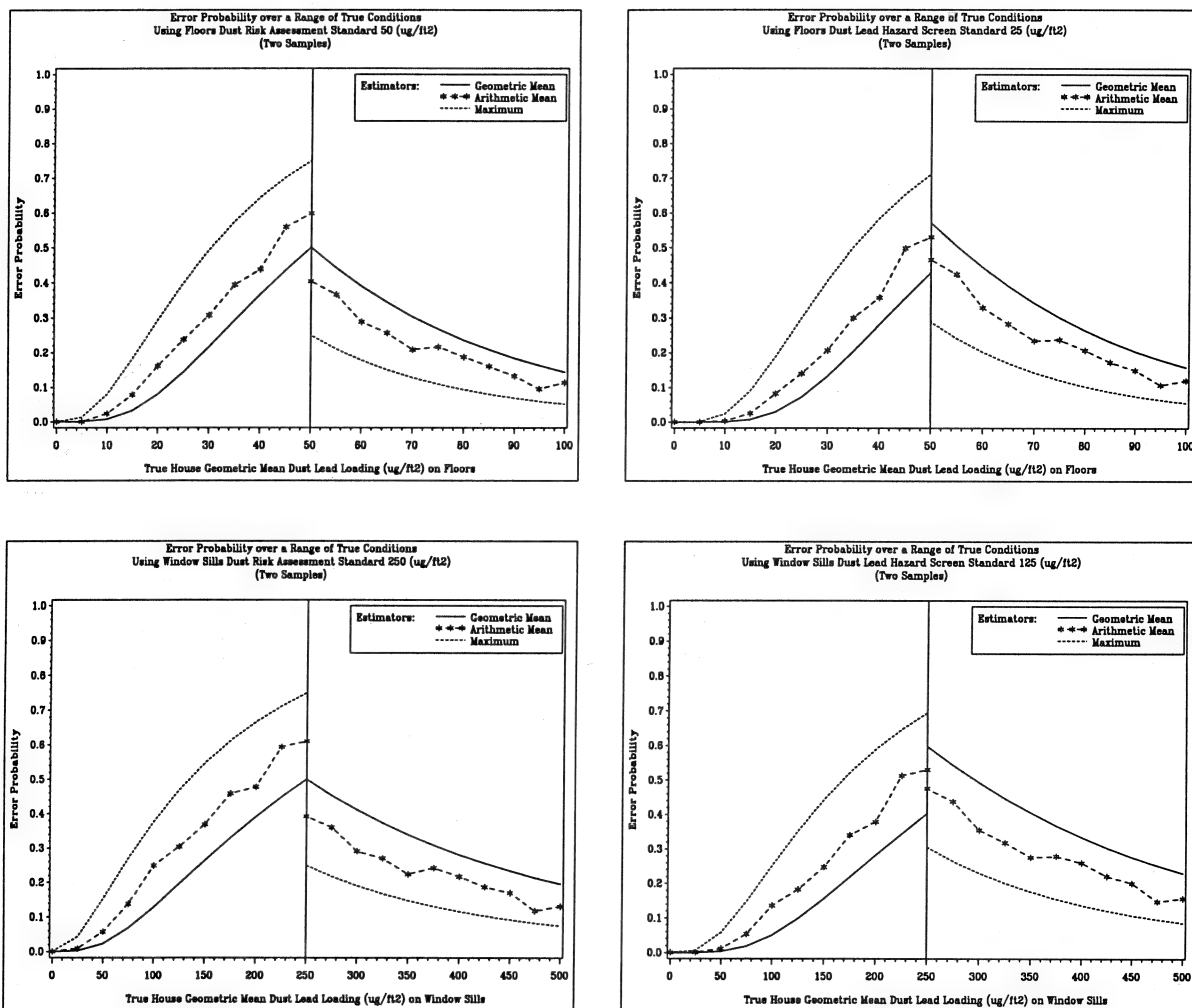 Error Probability over a Range of True Conditions
Using Floors Dust Risk Assessment Standard 50 (ug/ft2)
(Two Samples)
Estimators:
Geometric Mean
Arithmetic Mean
Maximum
Error Probability
1.0
0.9
0.8
0.7
0.6
0.5
0.4
0.3
0.2
0.1
0.0
0 10 20 30 40 50 60 70 80 90 100
True House Geometric Mean Dust Lead Loading (ug/ft2) on Floors
Error Probability over a Range of True Conditions
Using Floors Dust Lead Hazard Screen Standard 25 (ug/ft2)
(Two Samples)
Estimators:
Geometric Mean
Arithmetic Mean
Maximum
Error Probability
1.0
0.9
0.8
0.7
0.6
0.5
0.4
0.3
0.2
0.1
0.0
0 10 20 30 40 50 60 70 80 90 100
True House Geometric Mean Dust Lead Loading (ug/ft2) on Floors
Error Probability over a Range of True Conditions
Using Window Sills Dust Risk Assessment Standard 250 (ug/ft2)
(Two Samples)
Estimators:
Geometric Mean
Arithmetic Mean
Maximum
Error Probability
1.0
0.9
0.8
0.7
0.6
0.5
0.4
0.3
0.2
0.1
0.0
0 50 100 150 200 250 300 350 400 450 500
True House Geometric Mean Dust Lead Loading (ug/ft2) on Window Sills
Error Probability over a Range of True Conditions
Using Window Sills Dust Lead Hazard Screen Standard 125 (ug/ft2)
(Two Samples)
Estimators:
Geometric Mean
Arithmetic Mean
Maximum
Error Probability
1.0
0.9
0.8
0.7
0.6
0.5
0.4
0.3
0.2
0.1
0.0
0 50 100 150 200 250 300 350 400 450 500
True House Geometric Mean Dust Lead Loading (ug/ft2) on Window Sills